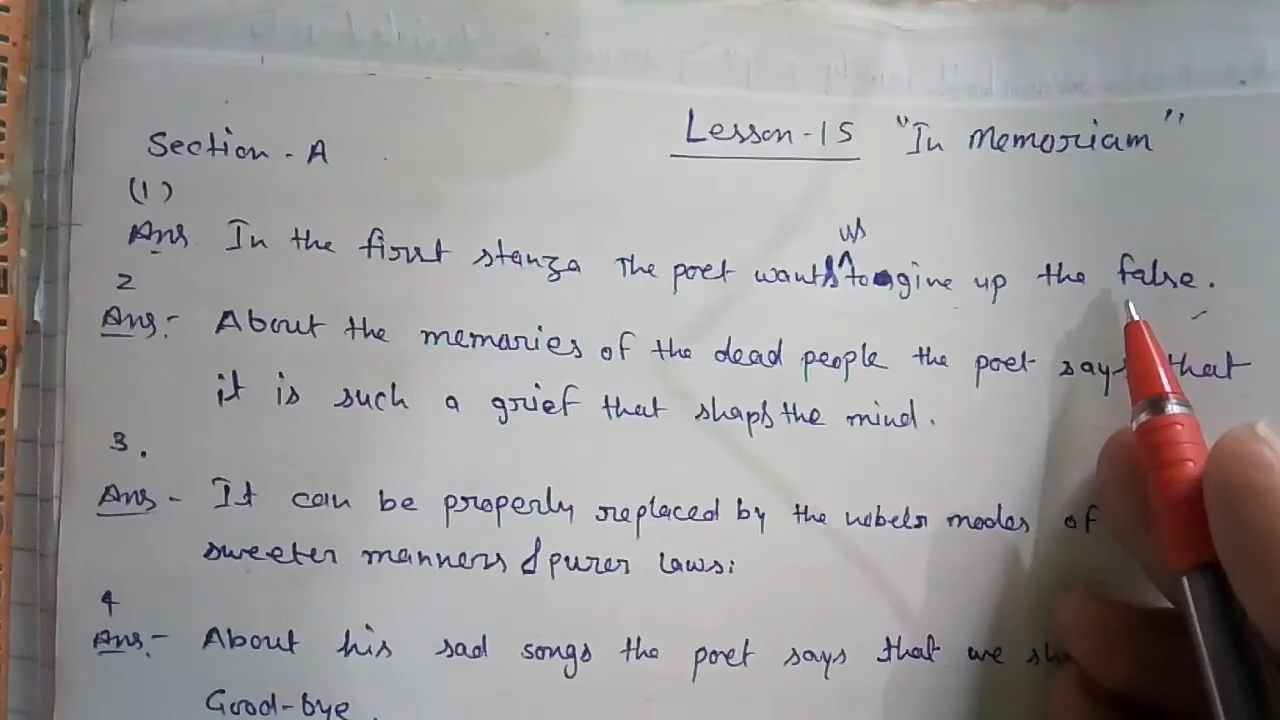 Lesson-15 "In Memoriam"
Section-A
(1)
us
Ans In the first stanza The poet wants to give up the false.
2
Ans:- About the memaries of the dead people the poet says that
it is such a grief that shaps the mind.
3.
Ans- It can be properly replaced by the nobelr modes of
sweeter manners & purer laws:
4
Ans:- About his sad songs the poet says that we
Good-bye.